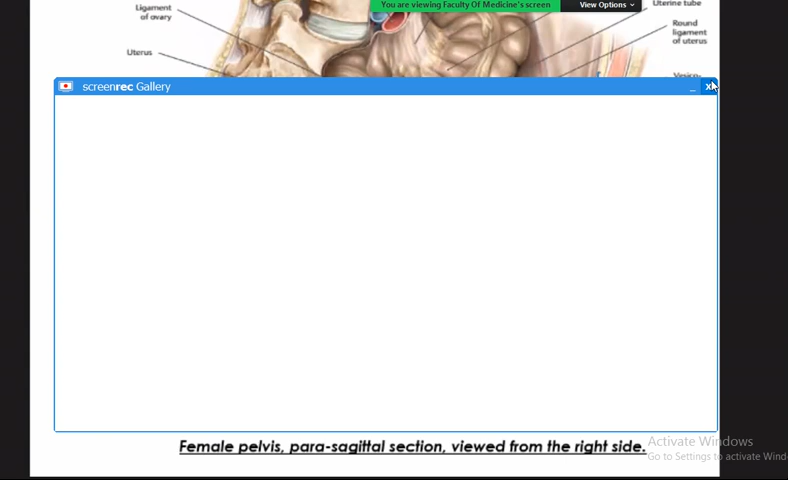 You are viewing Faculty Of Medicine's screen
View Options
Ligament
of ovary
Uterus
Uterine tube
Round
ligament
of uterus
Vesico-
screenrec Gallery
Female pelvis, para-sagittal section, viewed from the right side.
Activate Windows
Go to Settings to activate Wind